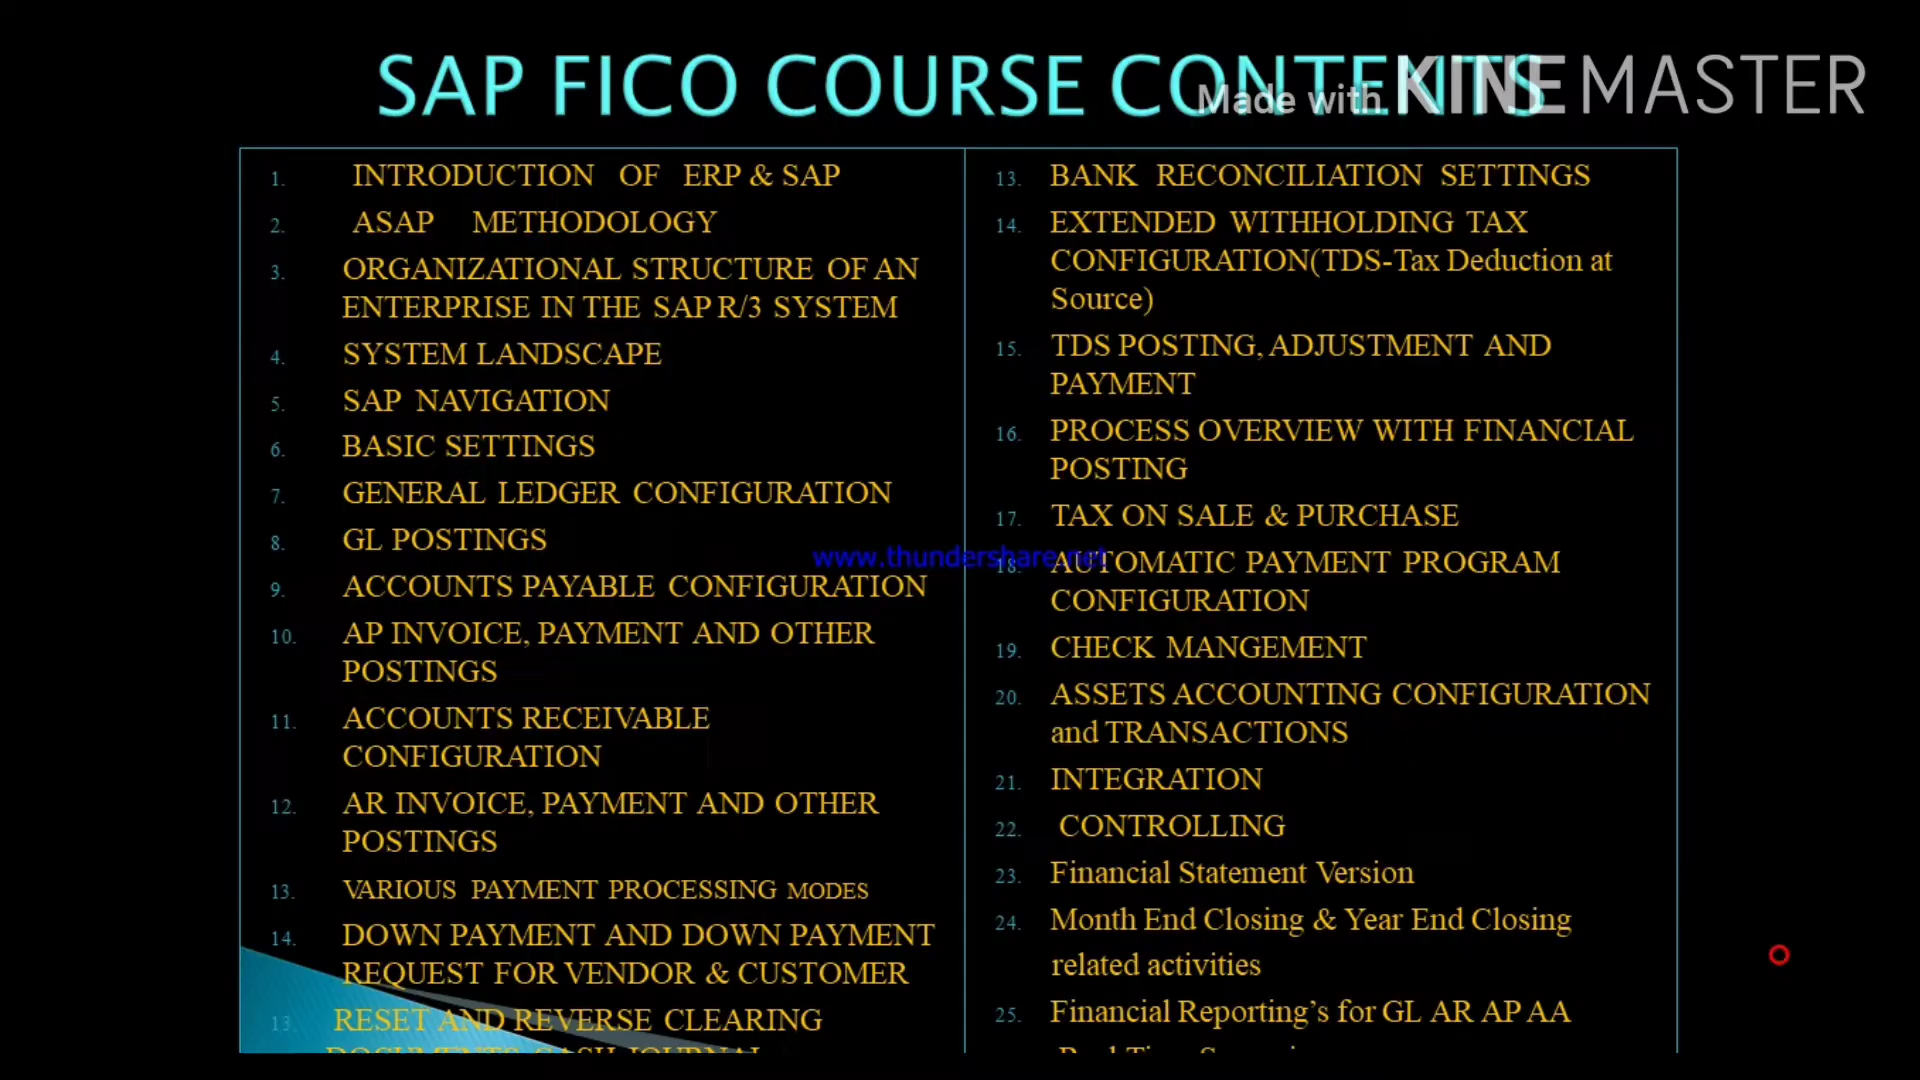 SAP FICO COURSE CONTENTS
Made with KINEMASTER
1. INTRODUCTION OF ERP & SAP
2. ASAP METHODOLOGY
3. ORGANIZATIONAL STRUCTURE OF AN
ENTERPRISE IN THE SAP R/3 SYSTEM
4. SYSTEM LANDSCAPE
5. SAP NAVIGATION
6. BASIC SETTINGS
7. GENERAL LEDGER CONFIGURATION
8. GL POSTINGS
9. ACCOUNTS PAYABLE CONFIGURATION
10. AP INVOICE, PAYMENT AND OTHER
POSTINGS
11. ACCOUNTS RECEIVABLE
CONFIGURATION
12. AR INVOICE, PAYMENT AND OTHER
POSTINGS
13. VARIOUS PAYMENT PROCESSING MODES
14. DOWN PAYMENT AND DOWN PAYMENT
REQUEST FOR VENDOR & CUSTOMER
13. RESET AND REVERSE CLEARING
DOCUMENTS CASH JOURNAL
13. BANK RECONCILIATION SETTINGS
14. EXTENDED WITHHOLDING TAX
CONFIGURATION(TDS-Tax Deduction at
Source)
15. TDS POSTING, ADJUSTMENT AND
PAYMENT
16. PROCESS OVERVIEW WITH FINANCIAL
POSTING
17. TAX ON SALE & PURCHASE
18. AUTOMATIC PAYMENT PROGRAM
CONFIGURATION
19. CHECK MANGEMENT
20. ASSETS ACCOUNTING CONFIGURATION
and TRANSACTIONS
21. INTEGRATION
22. CONTROLLING
23. Financial Statement Version
24. Month End Closing & Year End Closing
related activities
25. Financial Reporting's for GL AR AP AA
www.thundershare.net